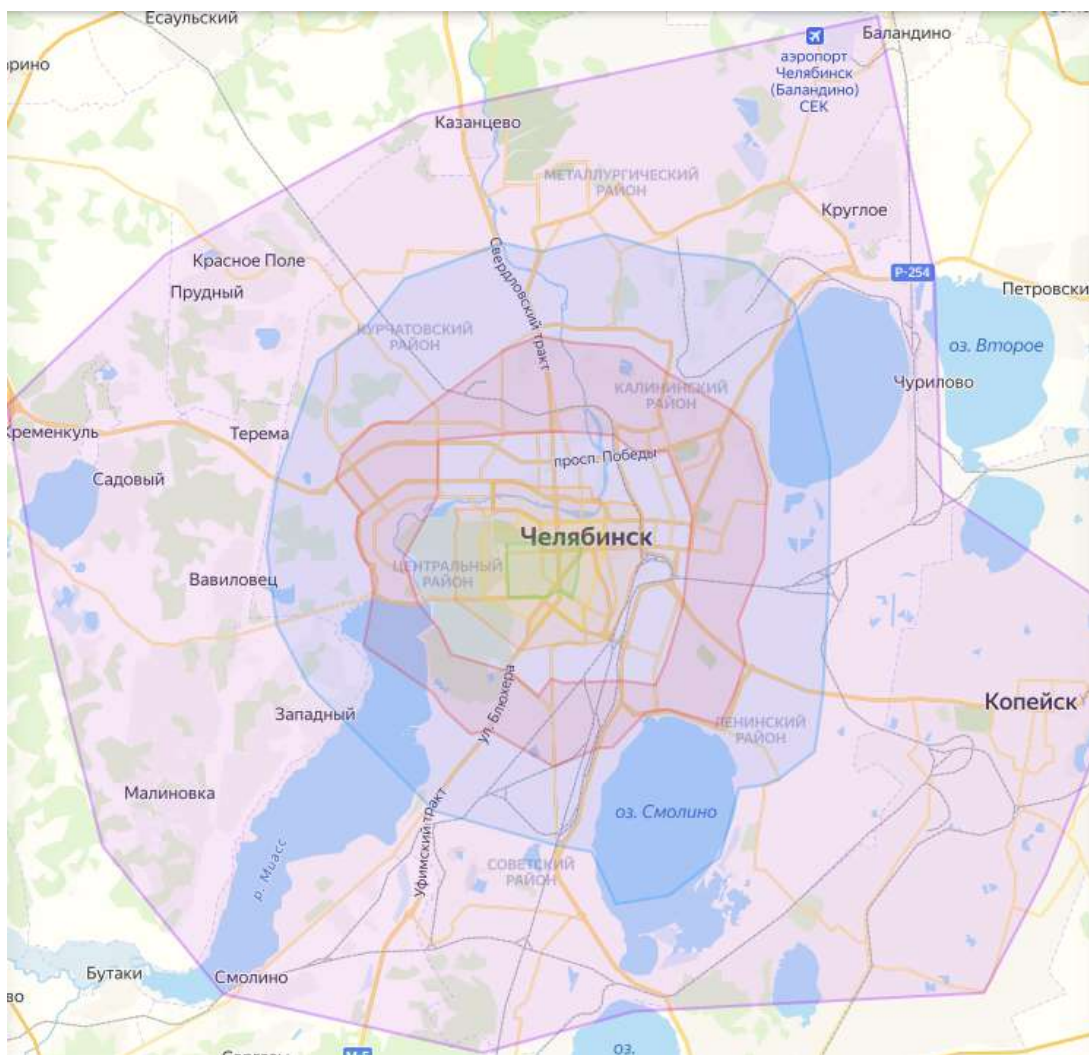 Есаульский
Баландино
аэропорт
Челябинск
(Баландино)
CEK
арино
Казанцево
МЕТАЛЛУРГИЧЕСКИЙ
РАЙОН
Круглое
Свердловский тракт
Красное Поле
Р-254
Прудный
Петровски
КУРЧАТОВСКИЙ
РАЙОН
оз. Второе
КАЛИНИНСКИЙ
РАЙОН
Чурилово
Кременкуль
Терема
просп. Победы
Садовый
Челябинск
ЦЕНТРАЛЬНЫЙ
РАЙОН
Вавиловец
ул. Блюхера
Западный
Копейск
ЛЕНИНСКИЙ
РАЙОН
Малиновка
оз. Смолино
Уфимский тракт
р. Миасс
СОВЕТСКИЙ
РАЙОН
Бутаки
Смолино
во
М-5
оз.